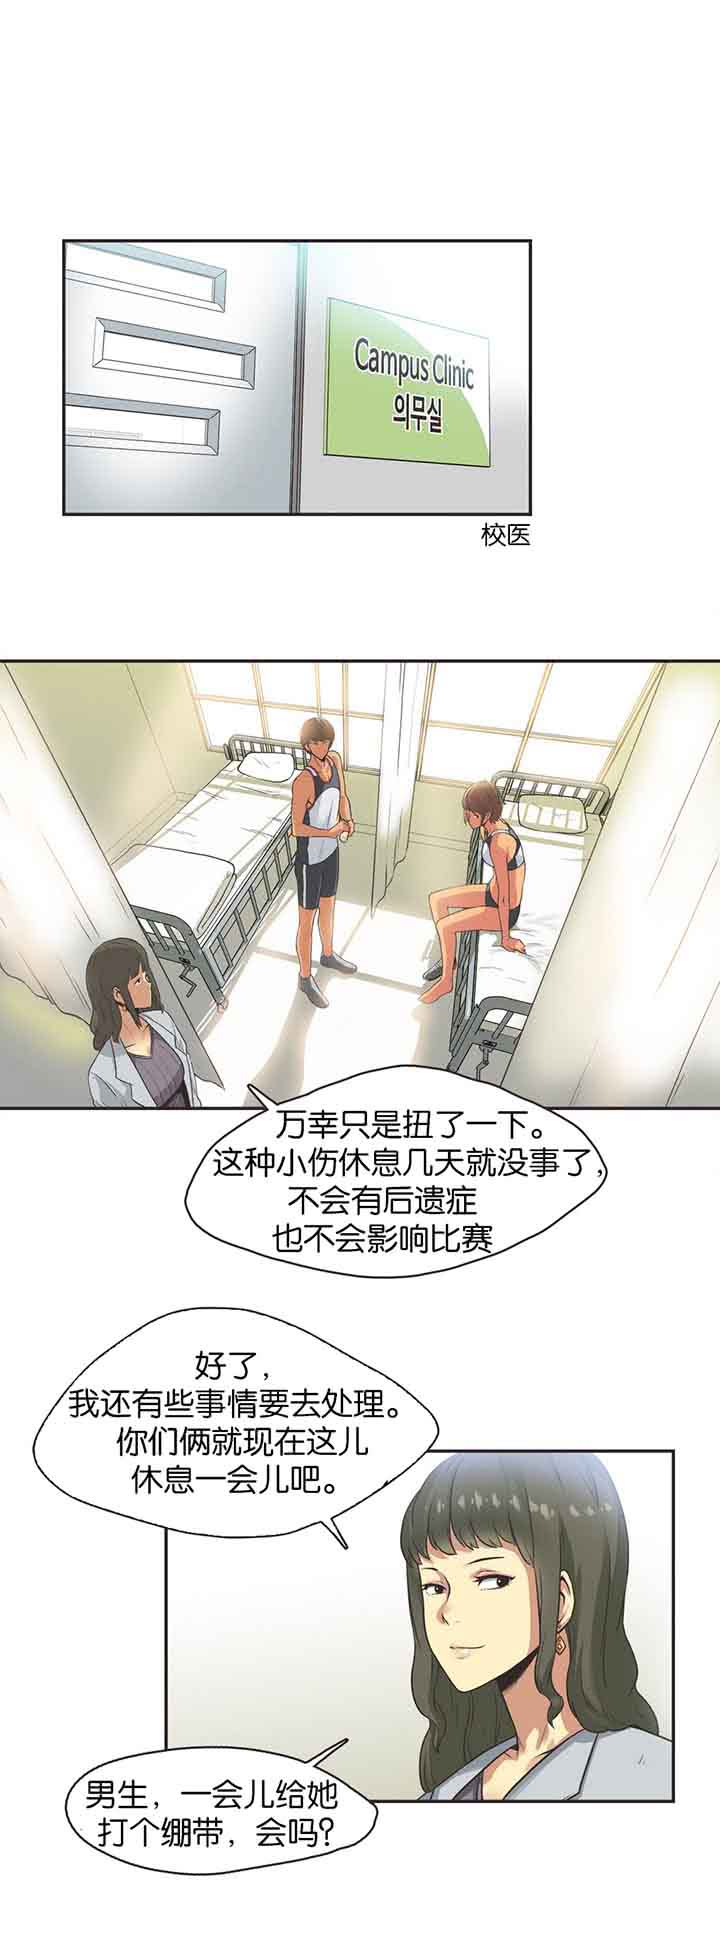 Campus Clinic
의무실
校医
万幸只是扭了一下。
这种小伤休息几天就没事了，
不会有后遗症
也不会影响比赛
好了，
我还有些事情要去处理。
你们俩就现在这儿
休息一会儿吧。
男生，一会儿给她
打个绷带，会吗？